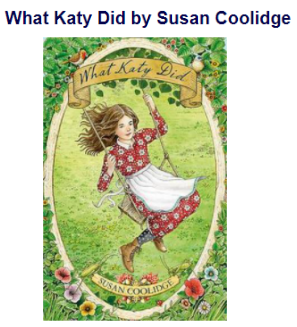 What Katy Did by Susan Coolidge
What Katy Did
SUSAN COOLIDGE